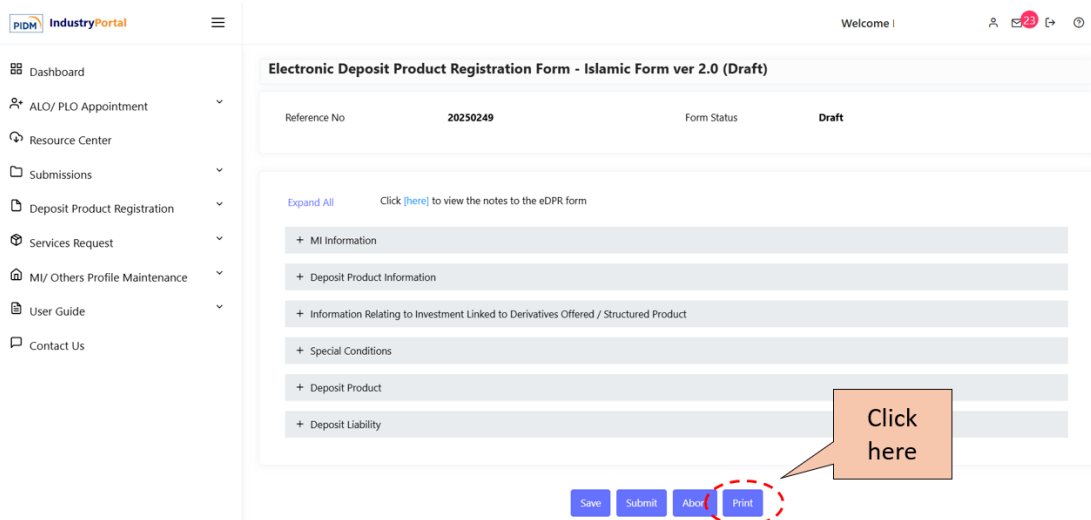 PIDM IndustryPortal
Welcome
23
Dashboard
ALO/ PLO Appointment
Resource Center
Submissions
Deposit Product Registration
Services Request
MI/ Others Profile Maintenance
User Guide
Contact Us
Electronic Deposit Product Registration Form - Islamic Form ver 2.0 (Draft)
Reference No 20250249 Form Status Draft
Expand All Click [here] to view the notes to the eDPR form
+ MI Information
+ Deposit Product Information
+ Information Relating to Investment Linked to Derivatives Offered / Structured Product
+ Special Conditions
+ Deposit Product
+ Deposit Liability
Click
here
Save Submit Abort Print